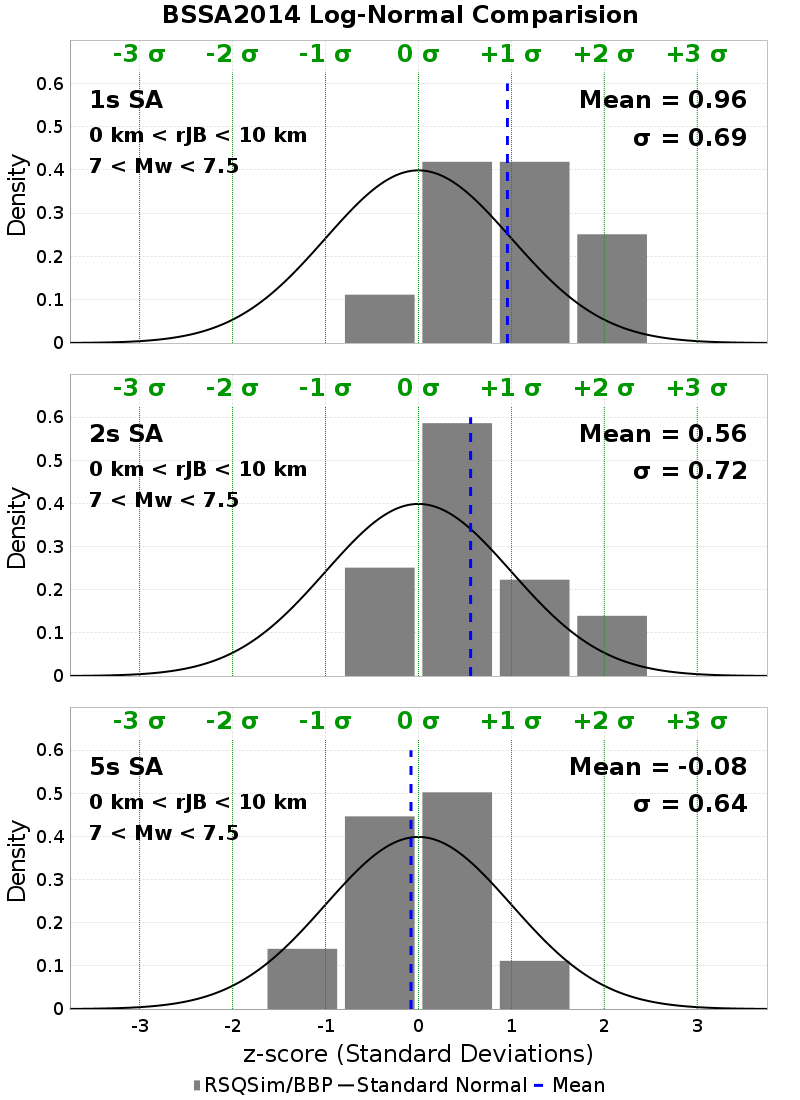 BSSA2014 Log-Normal Comparision
-3 σ -2 σ -1 σ 0 σ +1 σ +2 σ +3 σ
0.6
1s SA
Mean = 0.96
0.5
0 km < rJB < 10 km
σ = 0.69
7 < Mw < 7.5
0.4
0.3
0.2
0.1
0
Density
-3 σ -2 σ -1 σ 0 σ +1 σ +2 σ +3 σ
0.6
2s SA
Mean = 0.56
0.5
0 km < rJB < 10 km
σ = 0.72
7 < Mw < 7.5
0.4
0.3
0.2
0.1
0
Density
-3 σ -2 σ -1 σ 0 σ +1 σ +2 σ +3 σ
0.6
5s SA
Mean = -0.08
0.5
0 km < rJB < 10 km
σ = 0.64
7 < Mw < 7.5
0.4
0.3
0.2
0.1
0
Density
-3 -2 -1 0 1 2 3
z-score (Standard Deviations)
RSQSim/BBP Standard Normal Mean